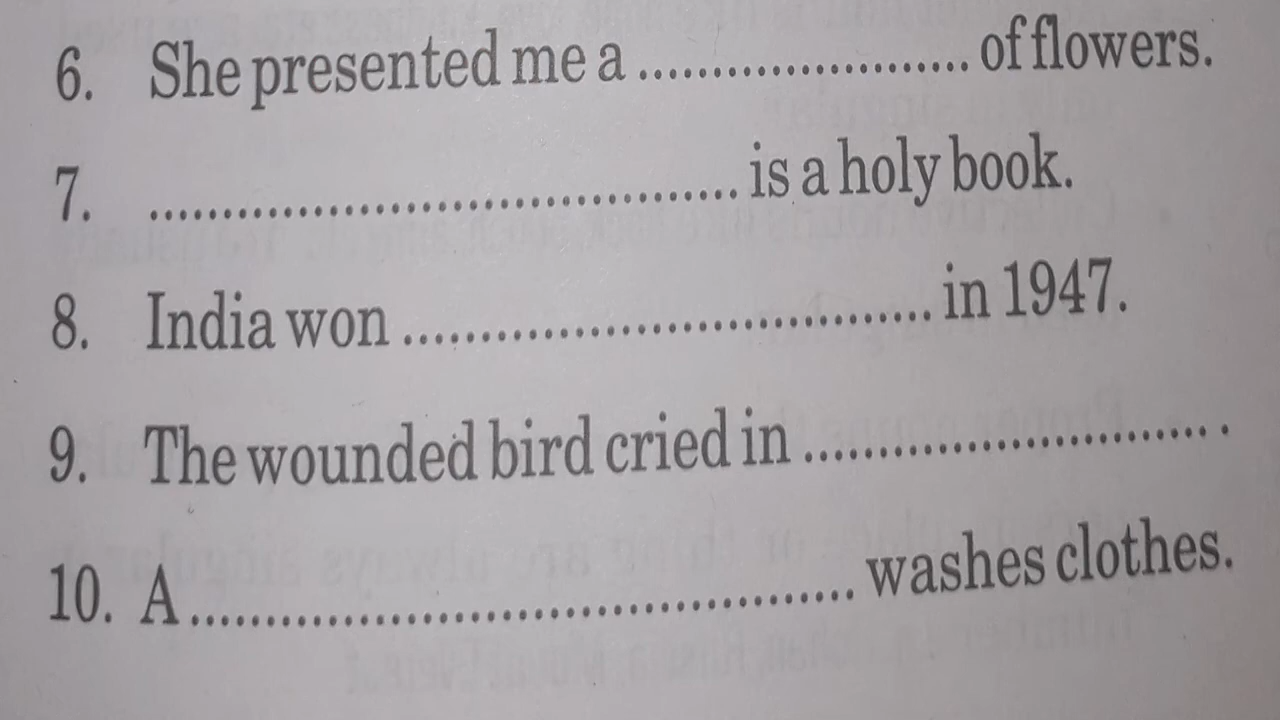 6. She presented me a ...................... of flowers.
7. ....................................... is a holy book.
8. India won ................................... in 1947.
9. The wounded bird cried in ........................... .
10. A ............................................ washes clothes.